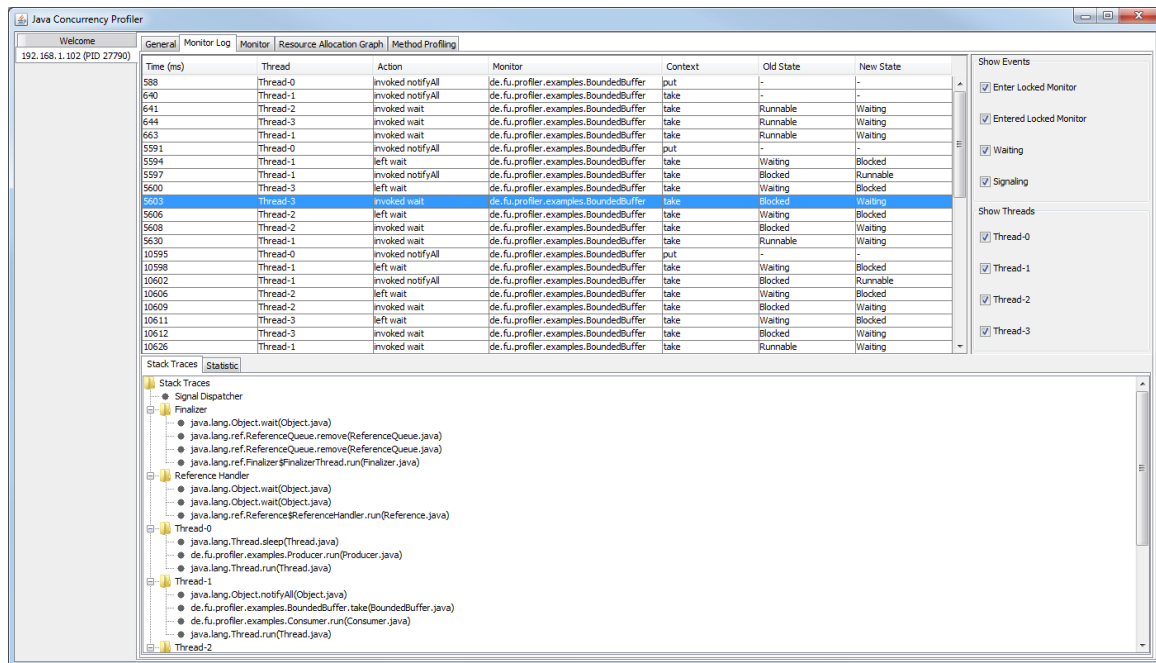 Java Concurrency Profiler
Welcome
192.168.1.102 (PID 27790)
General Monitor Log Monitor Resource Allocation Graph Method Profiling
Time (ms) Thread Action Monitor Context Old State New State
588 Thread-0 invoked notifyAll de.fu.profiler.examples.BoundedBuffer put - -
640 Thread-1 invoked notifyAll de.fu.profiler.examples.BoundedBuffer take - -
641 Thread-2 invoked wait de.fu.profiler.examples.BoundedBuffer take Runnable Waiting
644 Thread-3 invoked wait de.fu.profiler.examples.BoundedBuffer take Runnable Waiting
663 Thread-1 invoked wait de.fu.profiler.examples.BoundedBuffer take Runnable Waiting
5591 Thread-0 invoked notifyAll de.fu.profiler.examples.BoundedBuffer put - -
5594 Thread-1 left wait de.fu.profiler.examples.BoundedBuffer take Waiting Blocked
5597 Thread-1 invoked notifyAll de.fu.profiler.examples.BoundedBuffer take Blocked Runnable
5600 Thread-3 left wait de.fu.profiler.examples.BoundedBuffer take Waiting Blocked
5603 Thread-3 invoked wait de.fu.profiler.examples.BoundedBuffer take Blocked Waiting
5606 Thread-2 left wait de.fu.profiler.examples.BoundedBuffer take Waiting Blocked
5608 Thread-2 invoked wait de.fu.profiler.examples.BoundedBuffer take Blocked Waiting
5630 Thread-1 invoked wait de.fu.profiler.examples.BoundedBuffer take Runnable Waiting
10595 Thread-0 invoked notifyAll de.fu.profiler.examples.BoundedBuffer put - -
10598 Thread-1 left wait de.fu.profiler.examples.BoundedBuffer take Waiting Blocked
10602 Thread-1 invoked notifyAll de.fu.profiler.examples.BoundedBuffer take Blocked Runnable
10606 Thread-2 left wait de.fu.profiler.examples.BoundedBuffer take Waiting Blocked
10609 Thread-2 invoked wait de.fu.profiler.examples.BoundedBuffer take Blocked Waiting
10611 Thread-3 left wait de.fu.profiler.examples.BoundedBuffer take Waiting Blocked
10612 Thread-3 invoked wait de.fu.profiler.examples.BoundedBuffer take Blocked Waiting
10626 Thread-1 invoked wait de.fu.profiler.examples.BoundedBuffer take Runnable Waiting
Show Events
Enter Locked Monitor
Entered Locked Monitor
Waiting
Signaling
Show Threads
Thread-0
Thread-1
Thread-2
Thread-3
Stack Traces Statistic
Stack Traces
Signal Dispatcher
Finalizer
java.lang.Object.wait(Object.java)
java.lang.ref.ReferenceQueue.remove(ReferenceQueue.java)
java.lang.ref.ReferenceQueue.remove(ReferenceQueue.java)
java.lang.ref.Finalizer$FinalizerThread.run(Finalizer.java)
Reference Handler
java.lang.Object.wait(Object.java)
java.lang.Object.wait(Object.java)
java.lang.ref.Reference$ReferenceHandler.run(Reference.java)
Thread-0
java.lang.Thread.sleep(Thread.java)
de.fu.profiler.examples.Producer.run(Producer.java)
java.lang.Thread.run(Thread.java)
Thread-1
java.lang.Object.notifyAll(Object.java)
de.fu.profiler.examples.BoundedBuffer.take(BoundedBuffer.java)
de.fu.profiler.examples.Consumer.run(Consumer.java)
java.lang.Thread.run(Thread.java)
Thread-2